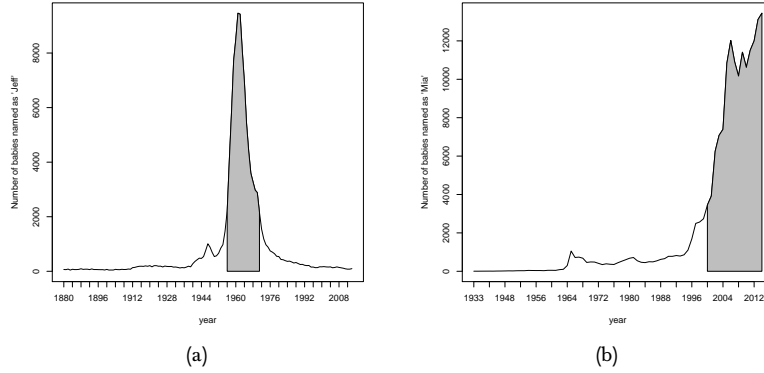 Number of babies named as 'Jeff'
8000
6000
4000
2000
0
1880 1896 1912 1928 1944 1960 1976 1992 2008
year
(a)
Number of babies named as 'Mia'
12000
10000
8000
6000
4000
2000
0
1933 1948 1956 1964 1972 1980 1988 1996 2004 2012
year
(b)